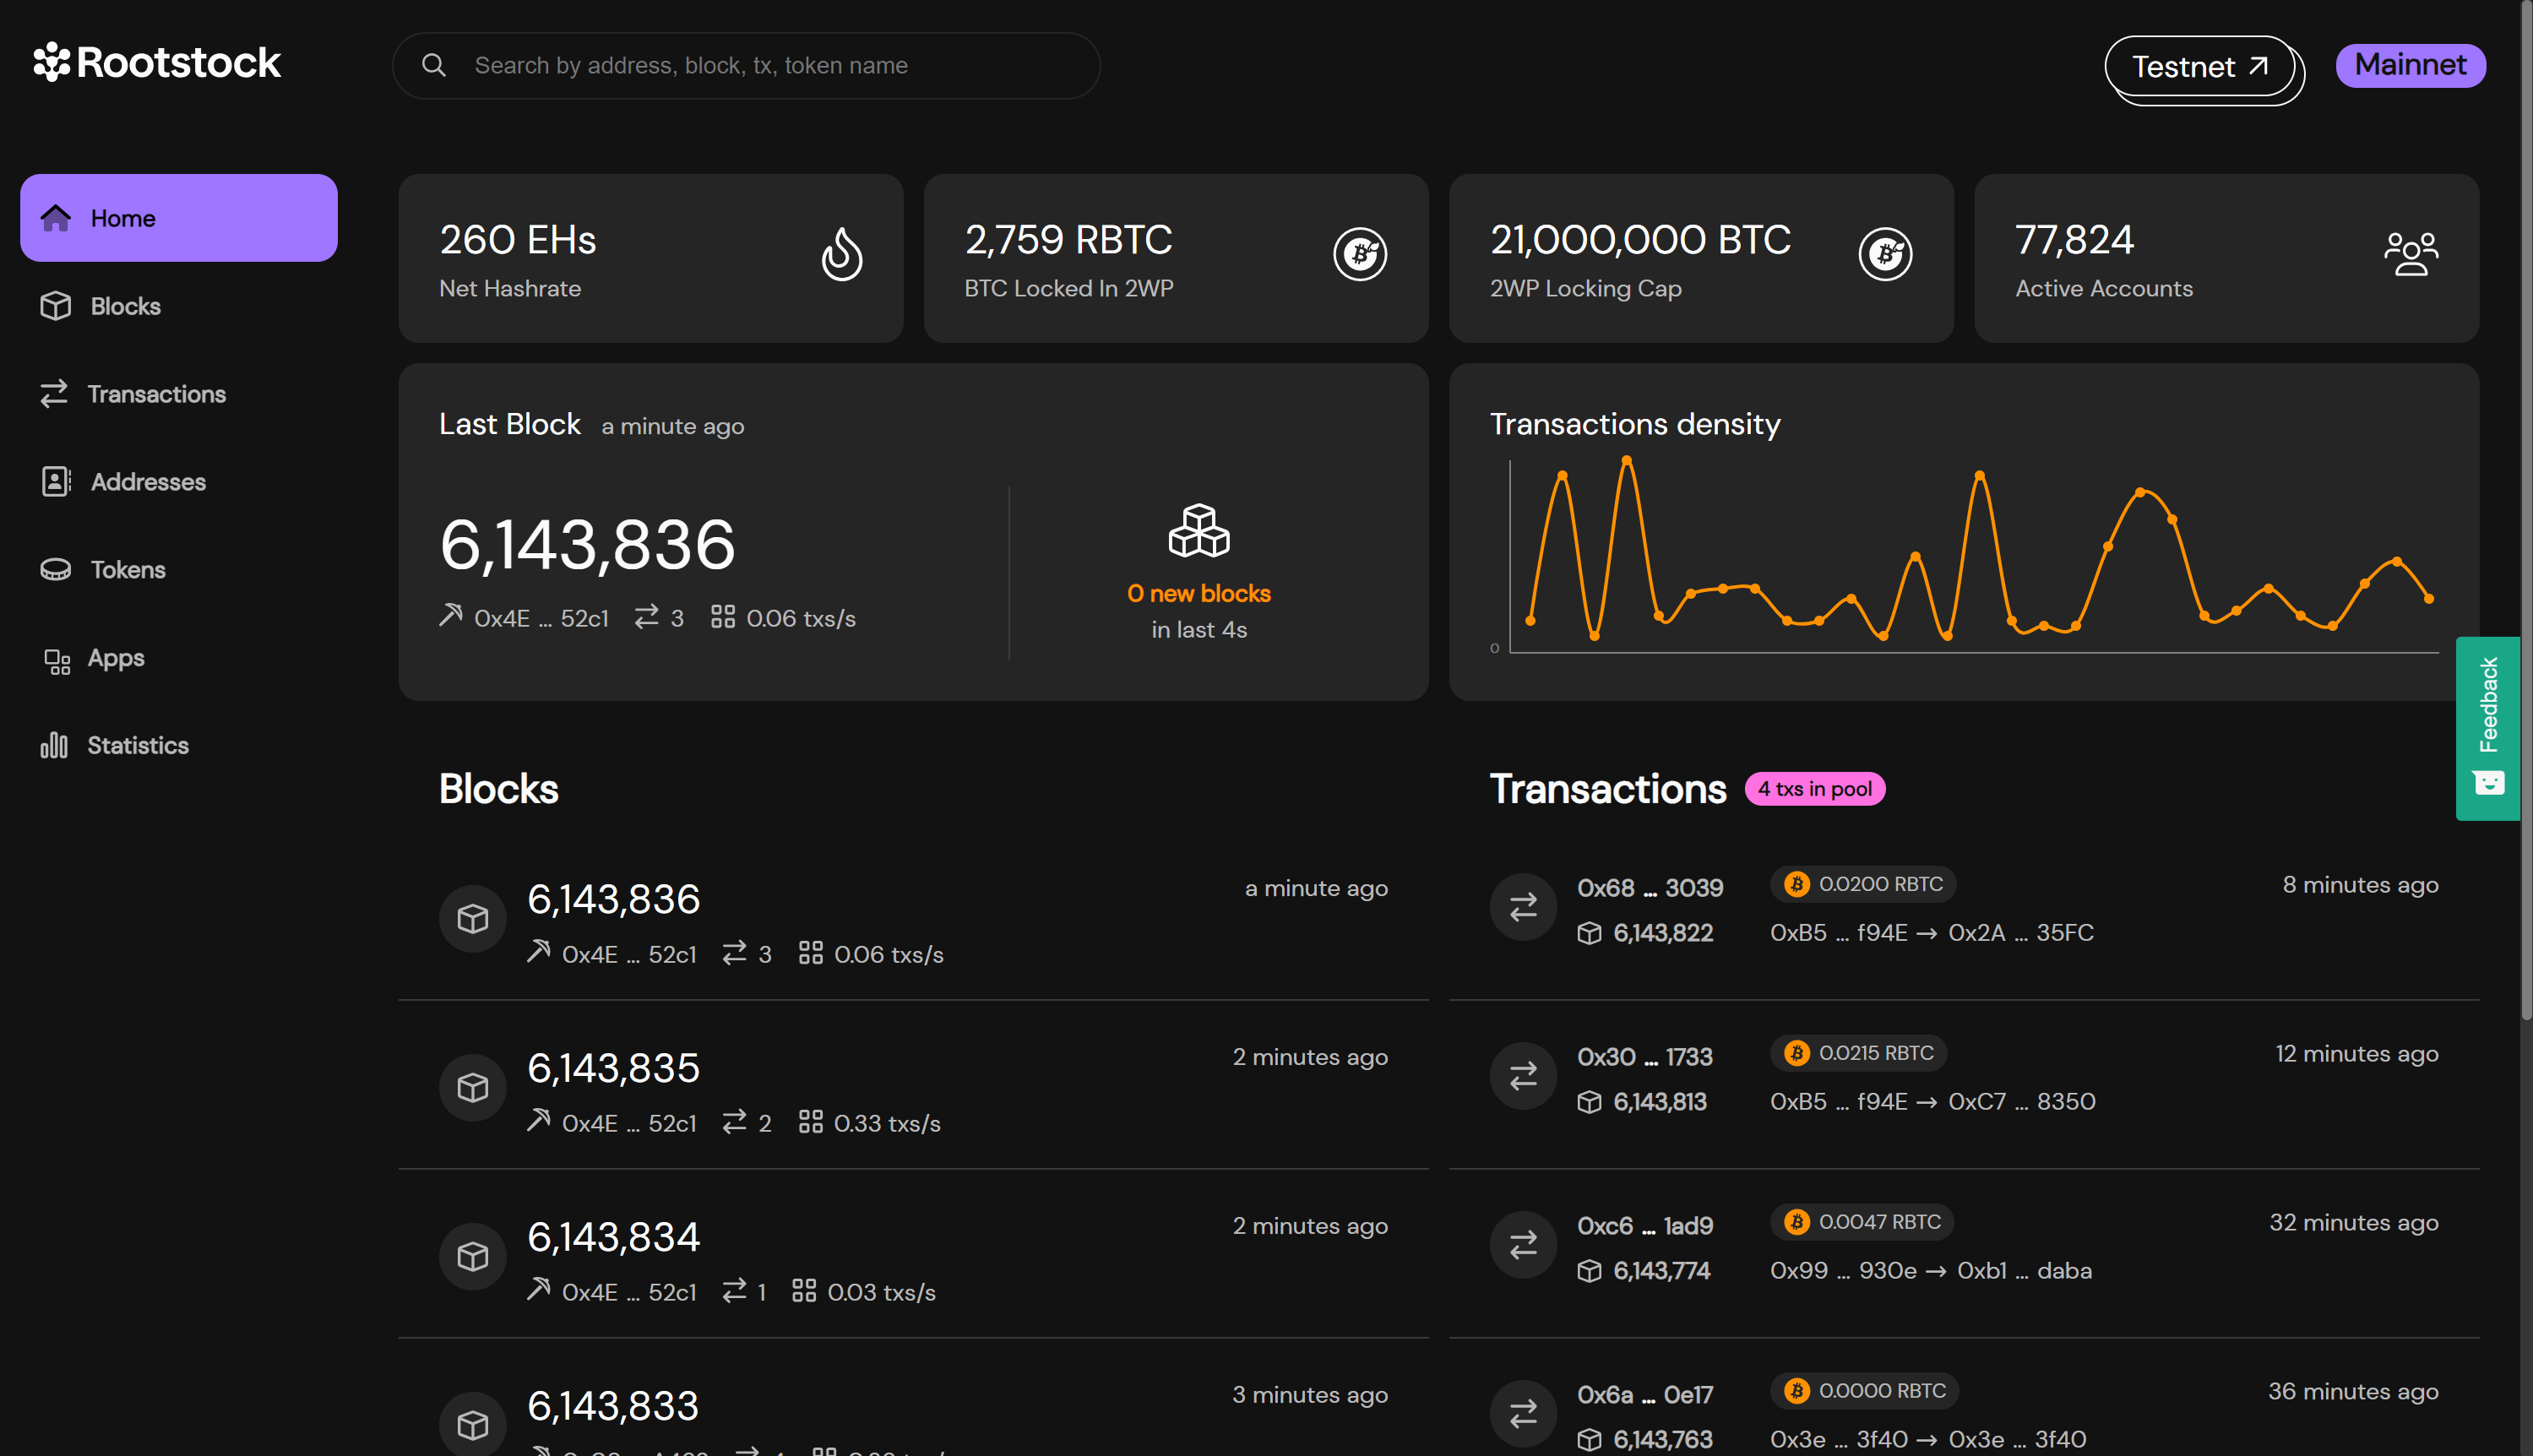 Rootstock
Search by address, block, tx, token name
Testnet
Mainnet
Home
Blocks
Transactions
Addresses
Tokens
Apps
Statistics
260 EHs
Net Hashrate
2,759 RBTC
BTC Locked In 2WP
21,000,000 BTC
2WP Locking Cap
77,824
Active Accounts
Last Block a minute ago
6,143,836
0x4E ... 52c1 3 0.06 txs/s
0 new blocks
in last 4s
Transactions density
0
Feedback
Blocks
6,143,836 a minute ago
0x4E ... 52c1 3 0.06 txs/s
6,143,835 2 minutes ago
0x4E ... 52c1 2 0.33 txs/s
6,143,834 2 minutes ago
0x4E ... 52c1 1 0.03 txs/s
6,143,833 3 minutes ago
Transactions 4 txs in pool
0x68 ... 3039 0.0200 RBTC 8 minutes ago
6,143,822 0xB5 ... f94E → 0x2A ... 35FC
0x30 ... 1733 0.0215 RBTC 12 minutes ago
6,143,813 0xB5 ... f94E → 0xC7 ... 8350
0xc6 ... 1ad9 0.0047 RBTC 32 minutes ago
6,143,774 0x99 ... 930e → 0xb1 ... daba
0x6a ... 0e17 0.0000 RBTC 36 minutes ago
6,143,763 0x3e ... 3f40 → 0x3e ... 3f40